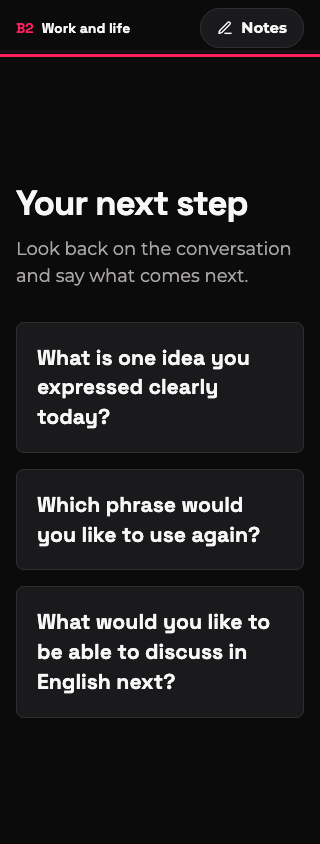 B2 Work and life
Notes
Your next step
Look back on the conversation
and say what comes next.
What is one idea you
expressed clearly
today?
Which phrase would
you like to use again?
What would you like to
be able to discuss in
English next?